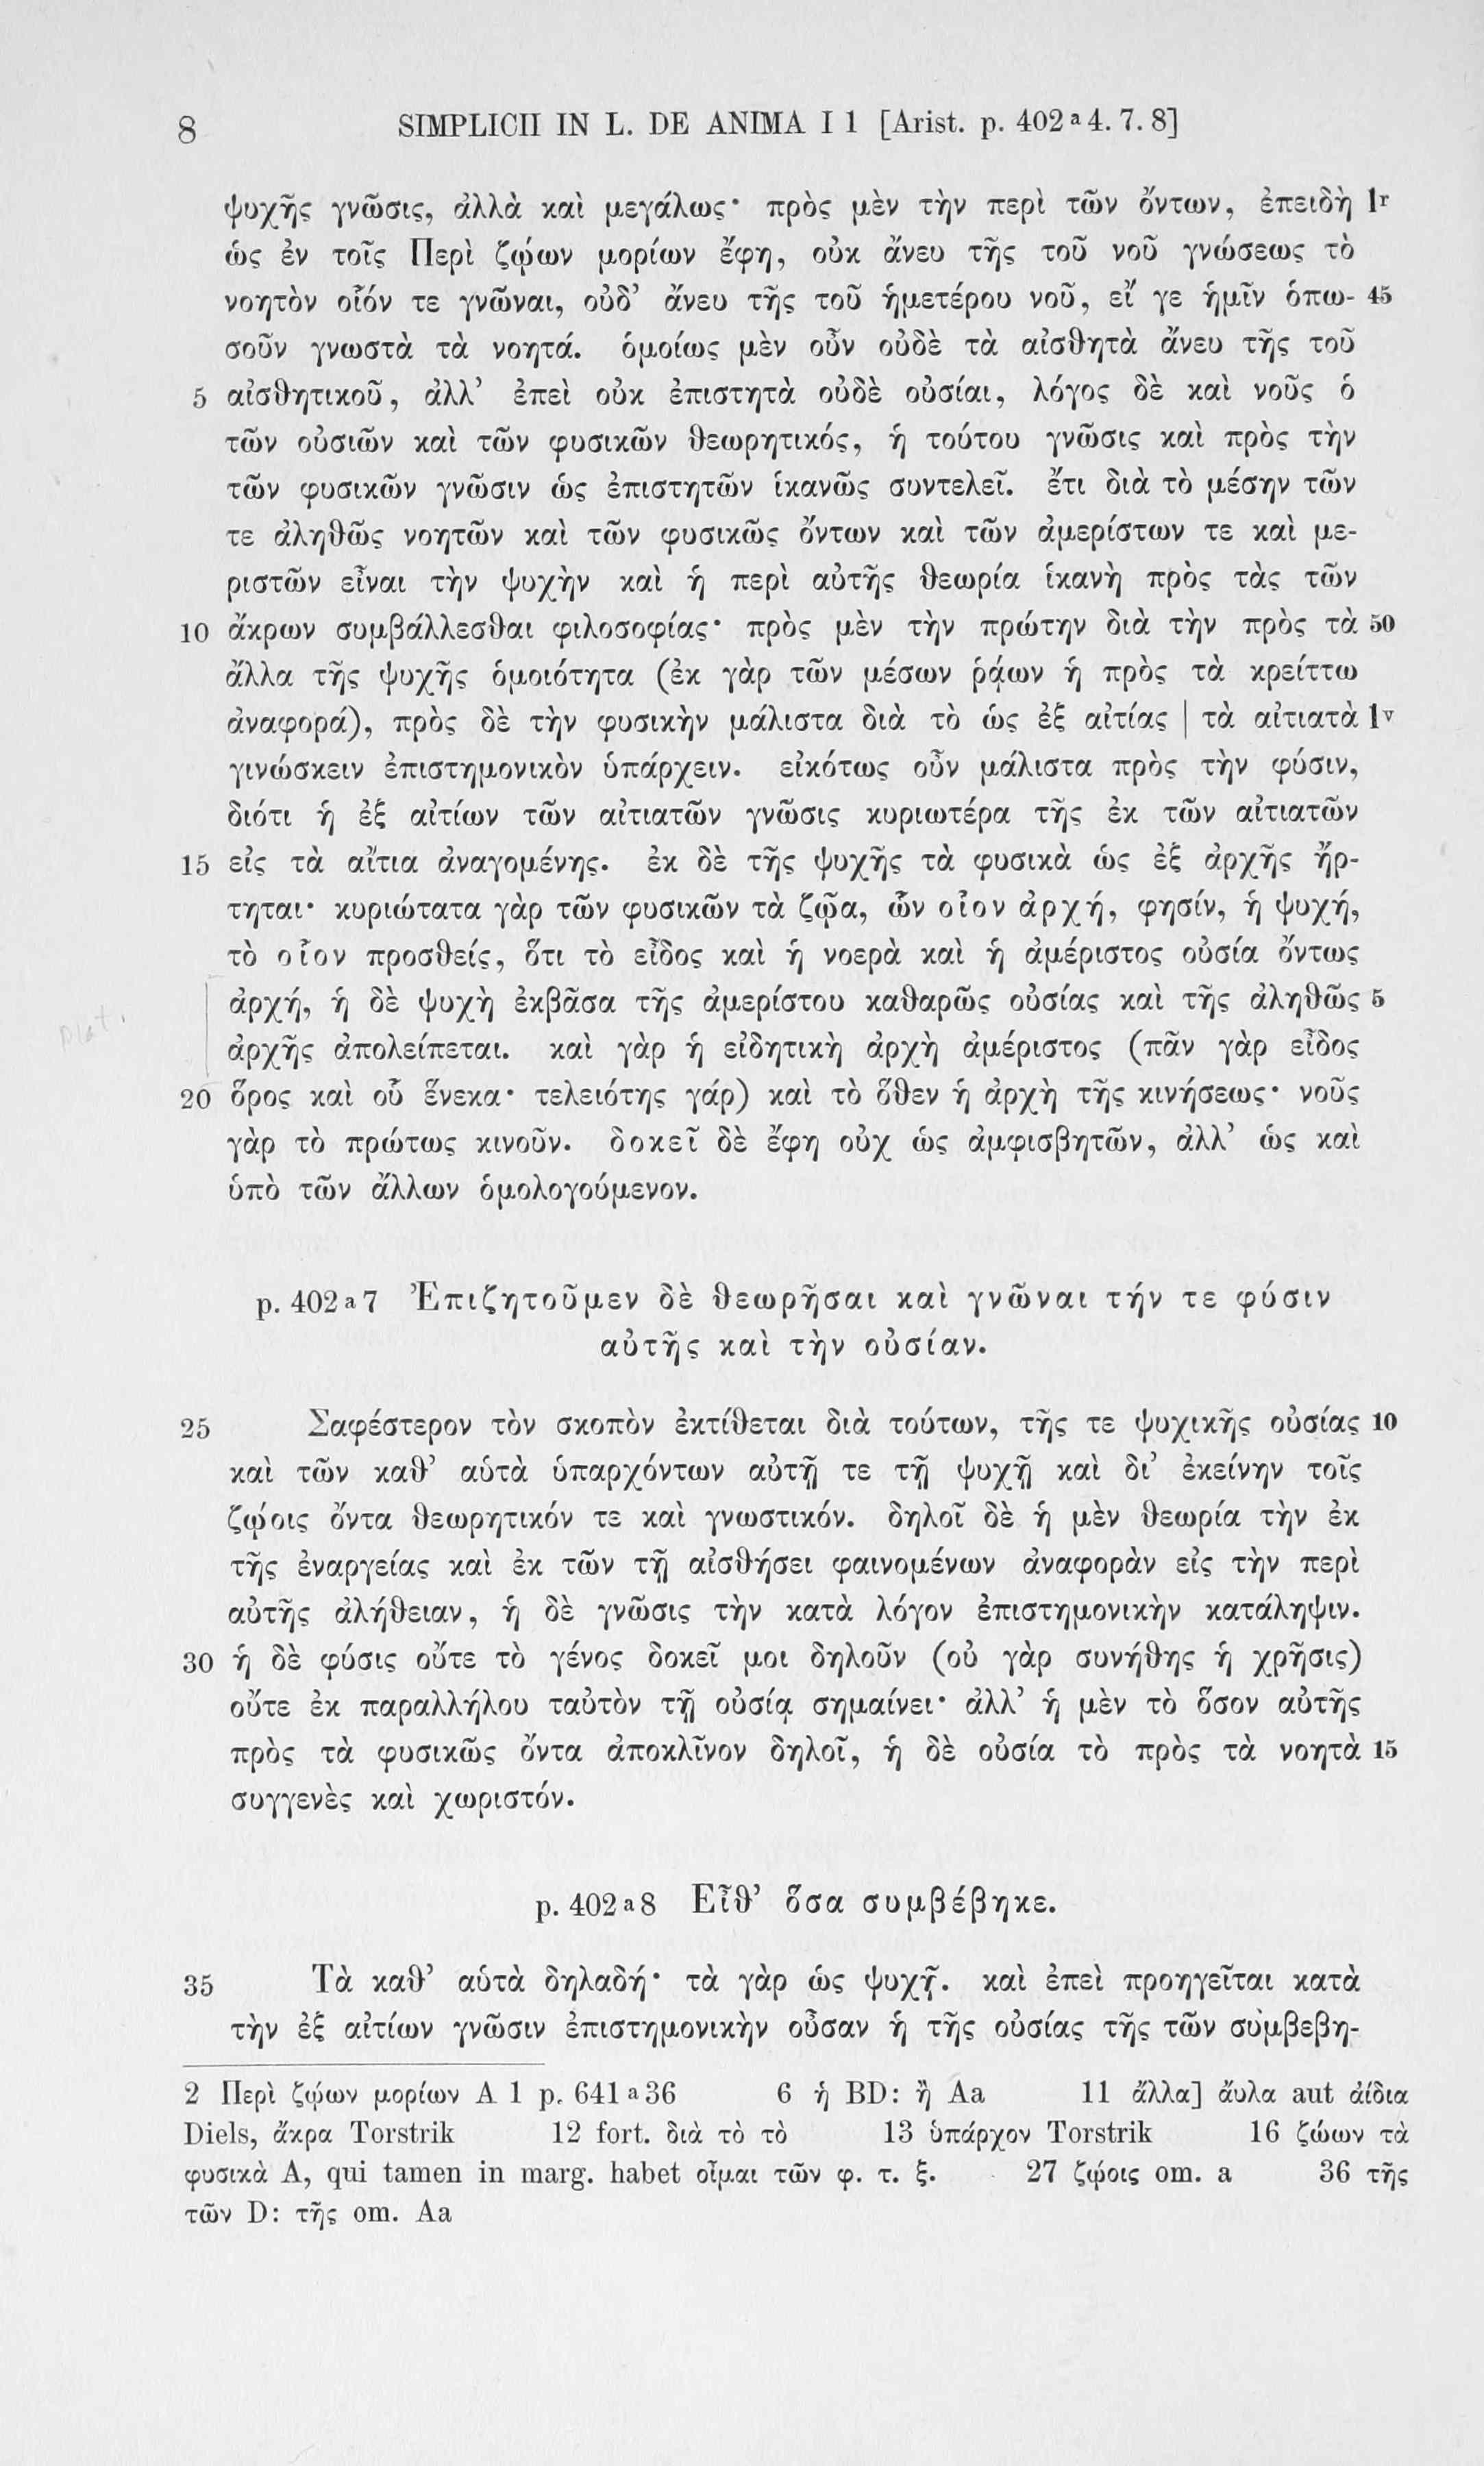 8 SIMPLICII IN L. DE ANIMA I 1 [Arist. p. 402 a 4. 7. 8]
ψυχῆς γνῶσις, ἀλλὰ καὶ μεγάλως· πρὸς μὲν τὴν περὶ τῶν ὄντων, ἐπειδὴ 1r
ὡς ἐν τοῖς Περὶ ζῴων μορίων ἔφη, οὐκ ἄνευ τῆς τοῦ νοῦ γνώσεως τὸ
νοητὸν οἷόν τε γνῶναι, οὐδ’ ἄνευ τῆς τοῦ ἡμετέρου νοῦ, εἴ γε ἡμῖν ὁπω- 45
σοῦν γνωστὰ τὰ νοητά. ὁμοίως μὲν οὖν οὐδὲ τὰ αἰσθητὰ ἄνευ τῆς τοῦ
5 αἰσθητικοῦ, ἀλλ’ ἐπεὶ οὐκ ἐπιστητὰ οὐδὲ οὐσίαι, λόγος δὲ καὶ νοῦς ὁ
τῶν οὐσιῶν καὶ τῶν φυσικῶν θεωρητικός, ἡ τούτου γνῶσις καὶ πρὸς τὴν
τῶν φυσικῶν γνῶσιν ὡς ἐπιστητῶν ἱκανῶς συντελεῖ. ἔτι διὰ τὸ μέσην τῶν
τε ἀληθῶς νοητῶν καὶ τῶν φυσικῶς ὄντων καὶ τῶν ἀμερίστων τε καὶ με-
ριστῶν εἶναι τὴν ψυχὴν καὶ ἡ περὶ αὐτῆς θεωρία ἱκανὴ πρὸς τὰς τῶν
10 ἄκρων συμβάλλεσθαι φιλοσοφίας· πρὸς μὲν τὴν πρώτην διὰ τὴν πρὸς τὰ 50
ἄλλα τῆς ψυχῆς ὁμοιότητα (ἐκ γὰρ τῶν μέσων ῥᾴων ἡ πρὸς τὰ κρείττω
ἀναφορά), πρὸς δὲ τὴν φυσικὴν μάλιστα διὰ τὸ ὡς ἐξ αἰτίας | τὰ αἰτιατὰ 1v
γινώσκειν ἐπιστημονικὸν ὑπάρχειν. εἰκότως οὖν μάλιστα πρὸς τὴν φύσιν,
διότι ἡ ἐξ αἰτίων τῶν αἰτιατῶν γνῶσις κυριωτέρα τῆς ἐκ τῶν αἰτιατῶν
15 εἰς τὰ αἴτια ἀναγομένης. ἐκ δὲ τῆς ψυχῆς τὰ φυσικὰ ὡς ἐξ ἀρχῆς ἤρ-
τηται· κυριώτατα γὰρ τῶν φυσικῶν τὰ ζῷα, ὧν οἷον ἀρχή, φησίν, ἡ ψυχή,
τὸ οἷον προσθείς, ὅτι τὸ εἶδος καὶ ἡ νοερὰ καὶ ἡ ἀμέριστος οὐσία ὄντως
ἀρχή, ἡ δὲ ψυχὴ ἐκβᾶσα τῆς ἀμερίστου καθαρῶς οὐσίας καὶ τῆς ἀληθῶς 5
plat.
ἀρχῆς ἀπολείπεται. καὶ γὰρ ἡ εἰδητικὴ ἀρχὴ ἀμέριστος (πᾶν γὰρ εἶδος
20 ὅρος καὶ οὗ ἕνεκα· τελειότης γάρ) καὶ τὸ ὅθεν ἡ ἀρχὴ τῆς κινήσεως· νοῦς
γὰρ τὸ πρώτως κινοῦν. δοκεῖ δὲ ἔφη οὐχ ὡς ἀμφισβητῶν, ἀλλ’ ὡς καὶ
ὑπὸ τῶν ἄλλων ὁμολογούμενον.
p. 402 a 7 Ἐπιζητοῦμεν δὲ θεωρῆσαι καὶ γνῶναι τήν τε φύσιν
αὐτῆς καὶ τὴν οὐσίαν.
25 Σαφέστερον τὸν σκοπὸν ἐκτίθεται διὰ τούτων, τῆς τε ψυχικῆς οὐσίας 10
καὶ τῶν καθ’ αὑτὰ ὑπαρχόντων αὐτῇ τε τῇ ψυχῇ καὶ δι’ ἐκείνην τοῖς
ζῴοις ὄντα θεωρητικόν τε καὶ γνωστικόν. δηλοῖ δὲ ἡ μὲν θεωρία τὴν ἐκ
τῆς ἐναργείας καὶ ἐκ τῶν τῇ αἰσθήσει φαινομένων ἀναφορὰν εἰς τὴν περὶ
αὐτῆς ἀλήθειαν, ἡ δὲ γνῶσις τὴν κατὰ λόγον ἐπιστημονικὴν κατάληψιν.
30 ἡ δὲ φύσις οὔτε τὸ γένος δοκεῖ μοι δηλοῦν (οὐ γὰρ συνήθης ἡ χρῆσις)
οὔτε ἐκ παραλλήλου ταὐτὸν τῇ οὐσίᾳ σημαίνει· ἀλλ’ ἡ μὲν τὸ ὅσον αὐτῆς
πρὸς τὰ φυσικῶς ὄντα ἀποκλῖνον δηλοῖ, ἡ δὲ οὐσία τὸ πρὸς τὰ νοητὰ 15
συγγενὲς καὶ χωριστόν.
p. 402 a 8 Εἶθ’ ὅσα συμβέβηκε.
35 Τὰ καθ’ αὑτὰ δηλαδή· τὰ γὰρ ὡς ψυχῇ. καὶ ἐπεὶ προηγεῖται κατὰ
τὴν ἐξ αἰτίων γνῶσιν ἐπιστημονικὴν οὖσαν ἡ τῆς οὐσίας τῆς τῶν συμβεβη-
2 Περὶ ζῴων μορίων Α 1 p. 641 a 36 6 ἡ BD: ἢ Aa 11 ἄλλα] ἄυλα aut ἀίδια
Diels, ἄκρα Torstrik 12 fort. διὰ τὸ τὸ 13 ὑπάρχον Torstrik 16 ζώων τὰ
φυσικὰ A, qui tamen in marg. habet οἶμαι τῶν φ. τ. ξ. 27 ζῴοις om. a 36 τῆς
τῶν D: τῆς om. Aa